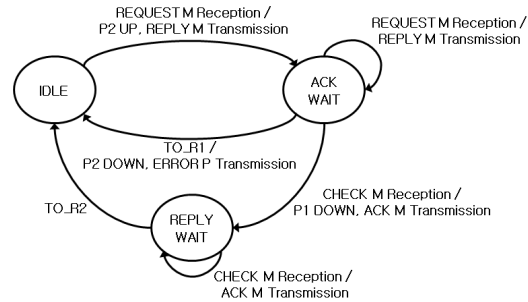 REQUEST M Reception /
P2 UP, REPLY M Transmission
REQUEST M Reception /
REPLY M Transmission
IDLE
ACK
WAIT
TO_R1 /
P2 DOWN, ERROR P Transmission
TO_R2
CHECK M Reception /
P1 DOWN, ACK M Transmission
REPLY
WAIT
CHECK M Reception /
ACK M Transmission